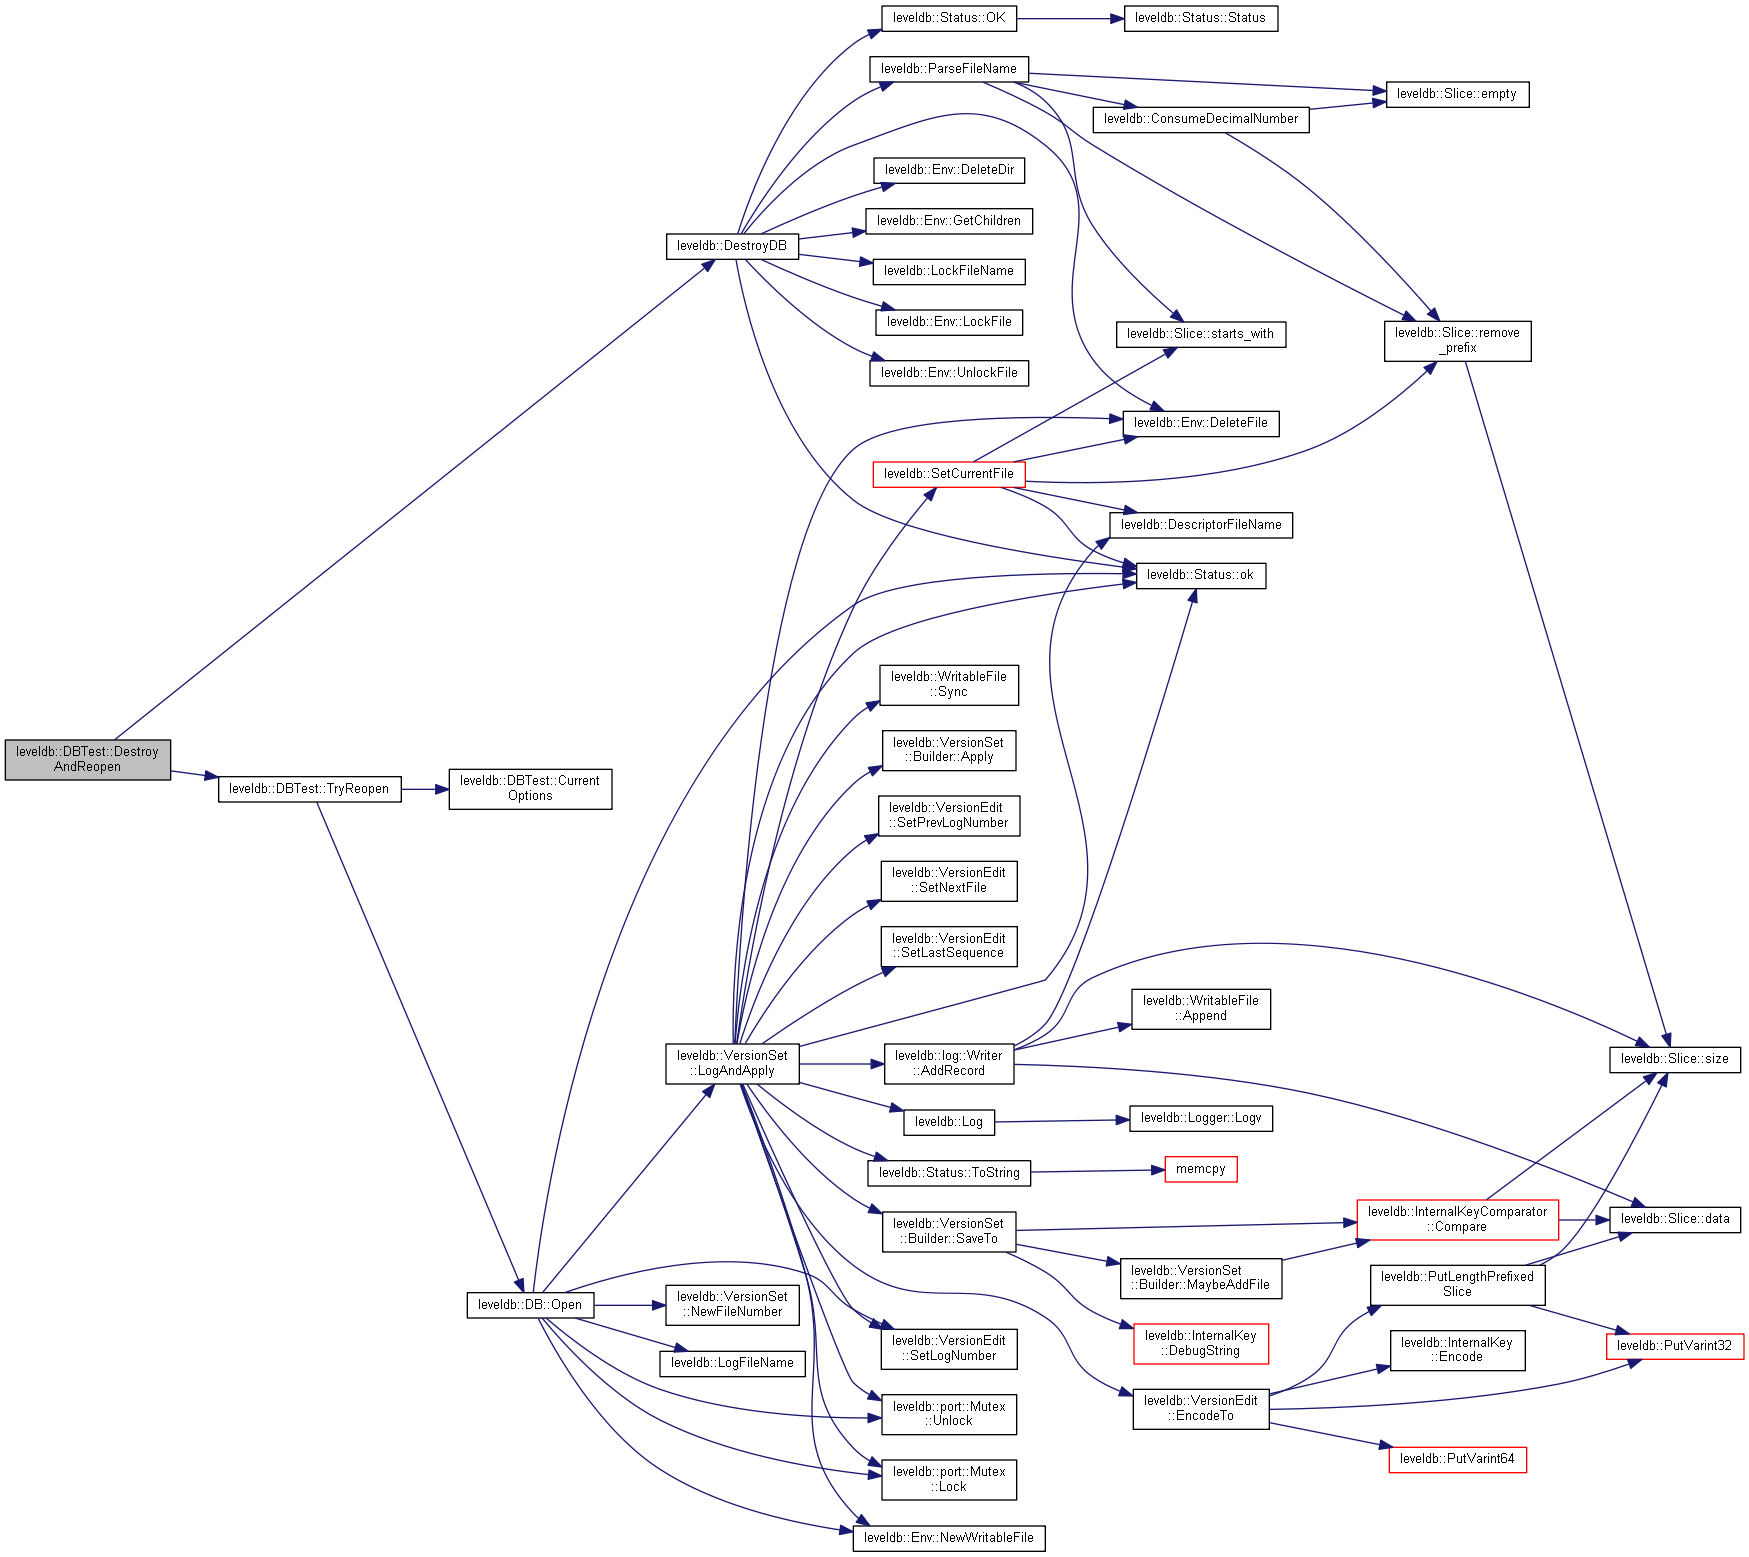 leveldb::DBTest::Destroy
AndReopen
leveldb::DestroyDB
leveldb::DBTest::TryReopen
leveldb::DBTest::Current
Options
leveldb::DB::Open
leveldb::Status::OK
leveldb::Status::Status
leveldb::ParseFileName
leveldb::Slice::empty
leveldb::ConsumeDecimalNumber
leveldb::Env::DeleteDir
leveldb::Env::GetChildren
leveldb::LockFileName
leveldb::Env::LockFile
leveldb::Env::UnlockFile
leveldb::Slice::starts_with
leveldb::Slice::remove
_prefix
leveldb::Env::DeleteFile
leveldb::SetCurrentFile
leveldb::DescriptorFileName
leveldb::Status::ok
leveldb::WritableFile
::Sync
leveldb::VersionSet
::Builder::Apply
leveldb::VersionEdit
::SetPrevLogNumber
leveldb::VersionEdit
::SetNextFile
leveldb::VersionEdit
::SetLastSequence
leveldb::VersionSet
::LogAndApply
leveldb::log::Writer
::AddRecord
leveldb::WritableFile
::Append
leveldb::Slice::size
leveldb::Log
leveldb::Logger::Logv
leveldb::Status::ToString
memcpy
leveldb::VersionSet
::Builder::SaveTo
leveldb::VersionSet
::Builder::MaybeAddFile
leveldb::InternalKeyComparator
::Compare
leveldb::Slice::data
leveldb::PutLengthPrefixed
Slice
leveldb::InternalKey
::DebugString
leveldb::InternalKey
::Encode
leveldb::PutVarint32
leveldb::VersionSet
::NewFileNumber
leveldb::LogFileName
leveldb::VersionEdit
::SetLogNumber
leveldb::port::Mutex
::Unlock
leveldb::VersionEdit
::EncodeTo
leveldb::PutVarint64
leveldb::port::Mutex
::Lock
leveldb::Env::NewWritableFile